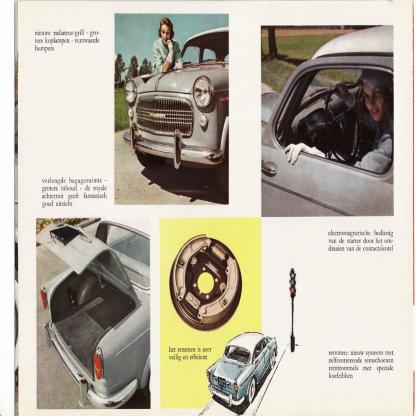 nieuwe radiateur-grill - gro-
tere koplampen - verzwaarde
bumpers
verlengde bagageruimte -
grotere inhoud - de royale
achterruit geeft fantastisch
goed uitzicht
electromagnetische bediening
van de starter door het om-
draaien van de contactsleutel
het remmen is zeer
veilig en efficiënt
remmen: nieuw systeem met
zelfcentrerende remschoenen
remtrommels met speciale
koelribben